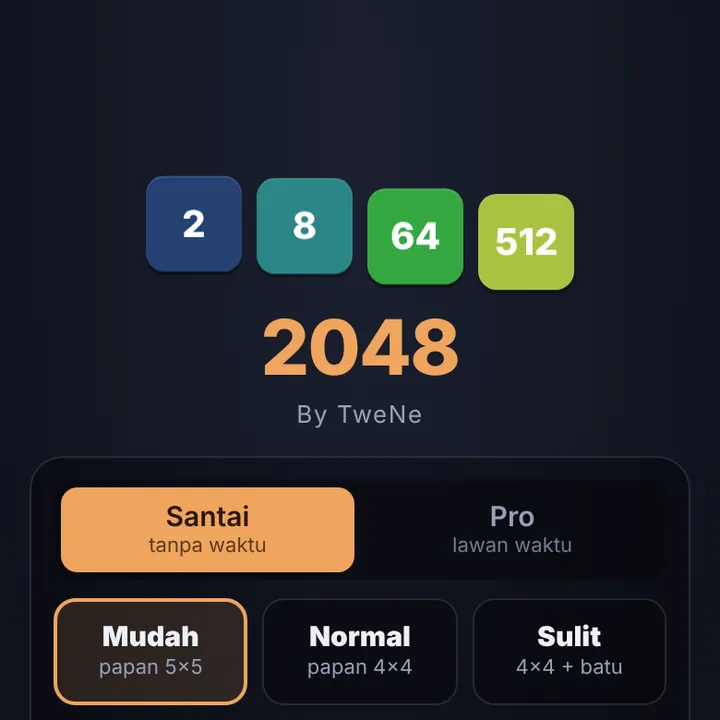 2 8 64 512
2048
By TweNe
Santai Pro
tanpa waktu lawan waktu
Mudah Normal Sulit
papan 5×5 papan 4×4 4×4 + batu